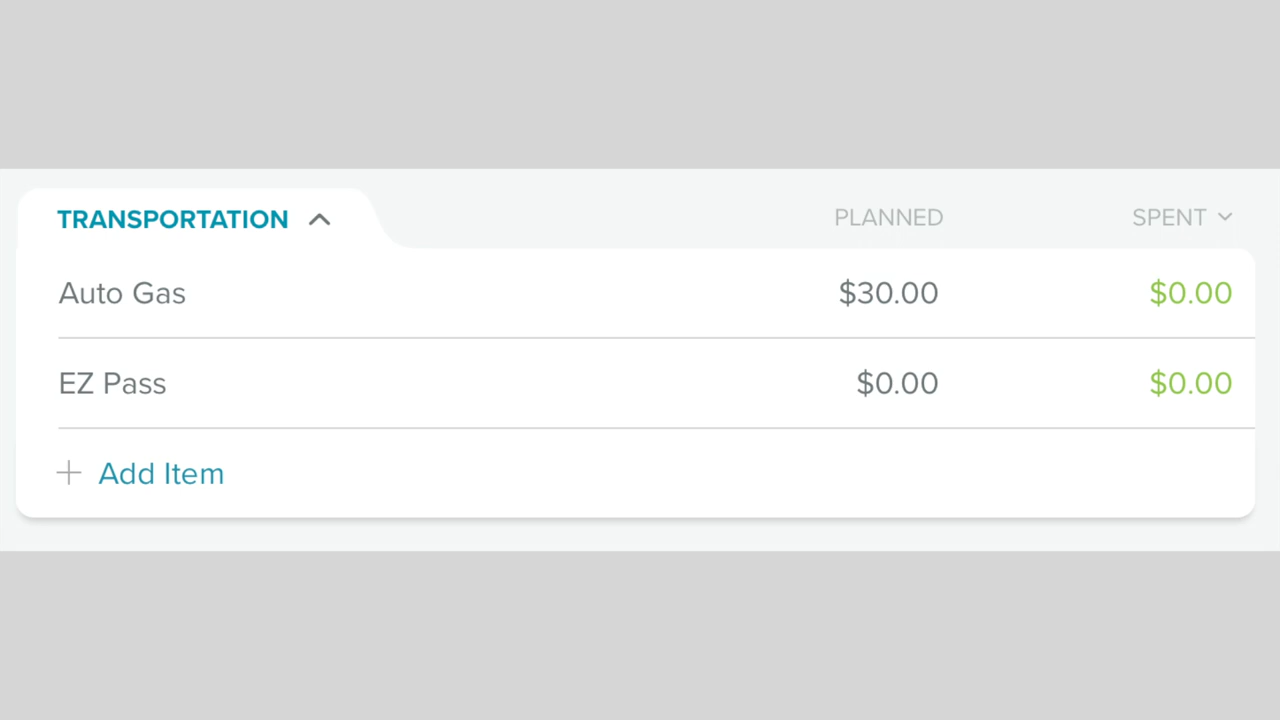 TRANSPORTATION PLANNED SPENT
Auto Gas $30.00 $0.00
EZ Pass $0.00 $0.00
+ Add Item